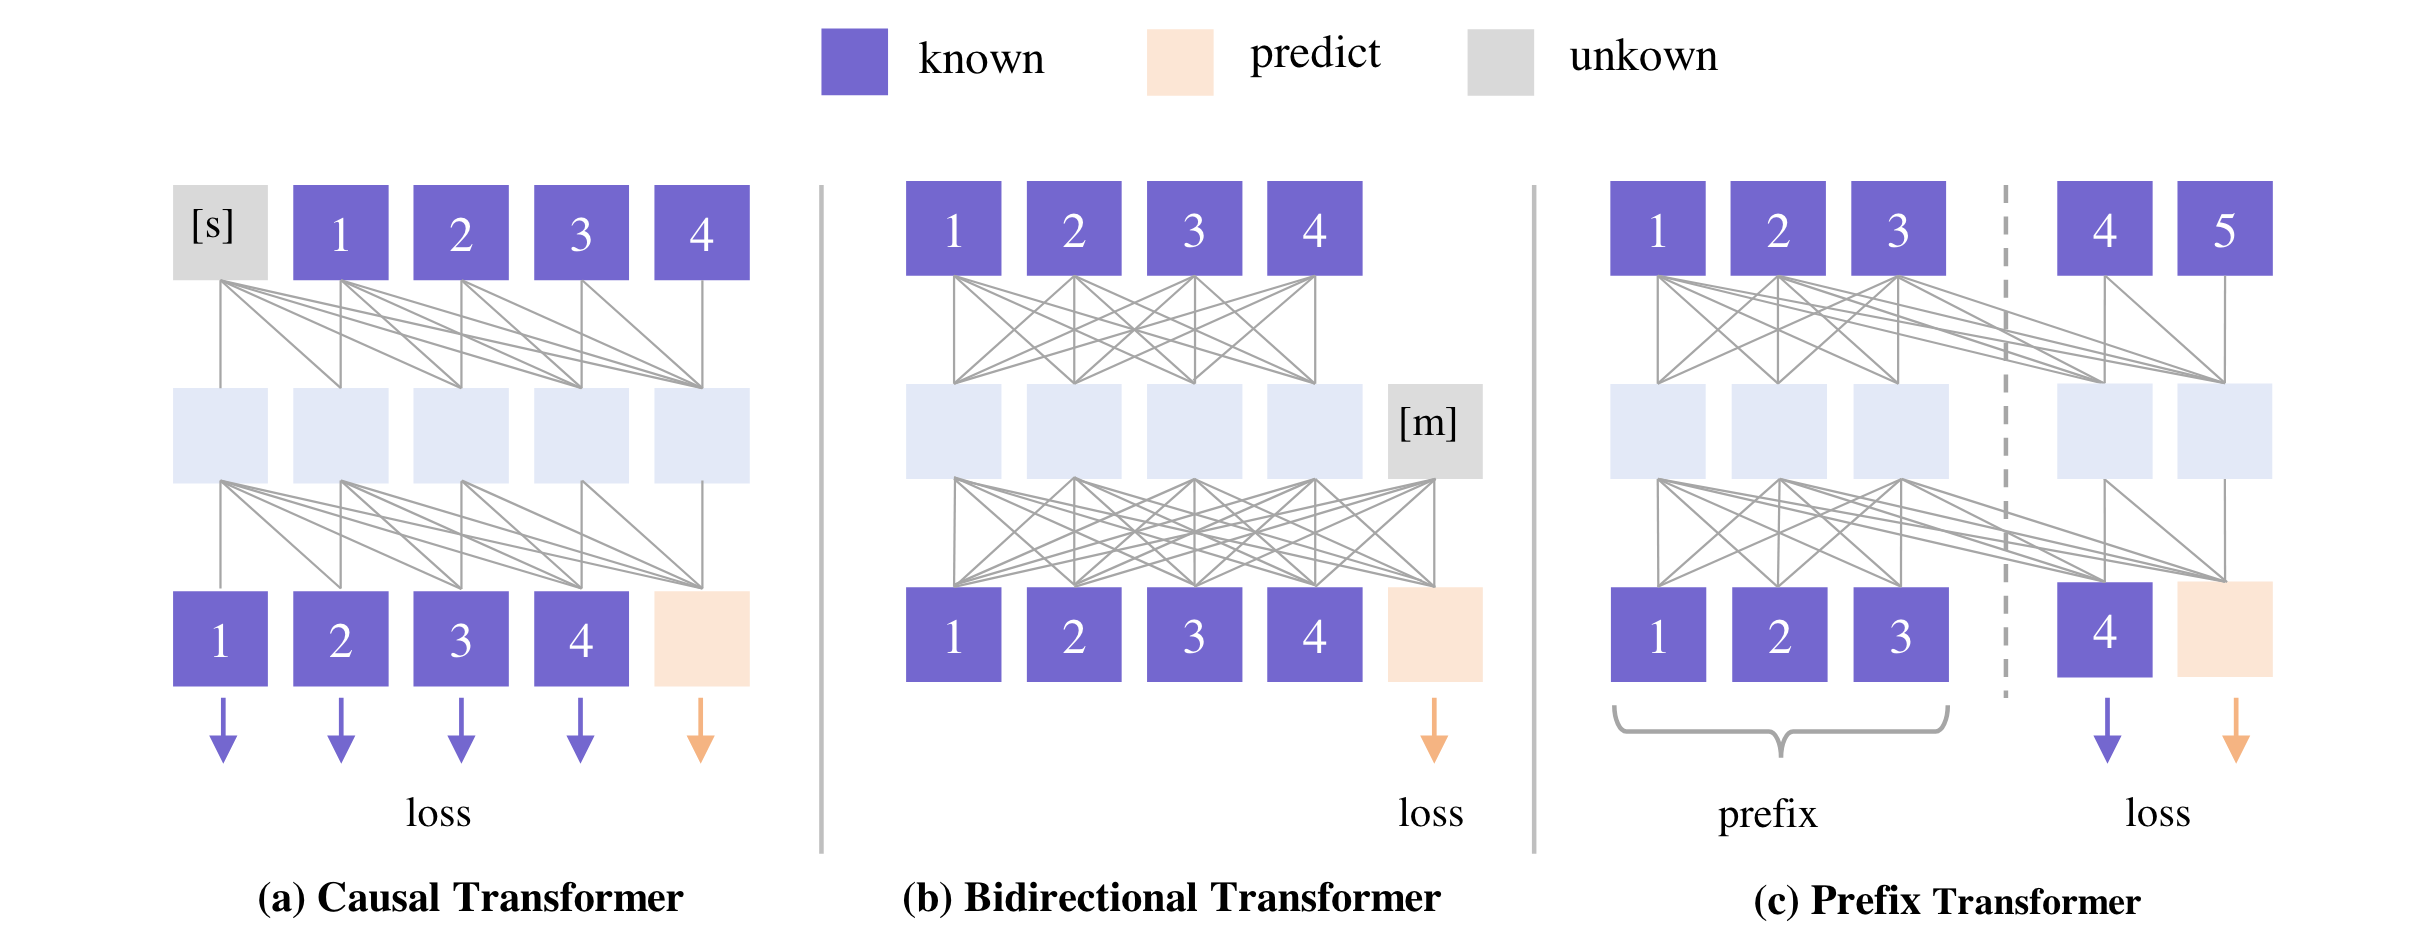 known predict unkown
[s] 1 2 3 4
1 2 3 4
1 2 3 4 5
[m]
1 2 3 4
1 2 3 4
1 2 3 4
loss
loss
prefix loss
(a) Causal Transformer
(b) Bidirectional Transformer
(c) Prefix Transformer